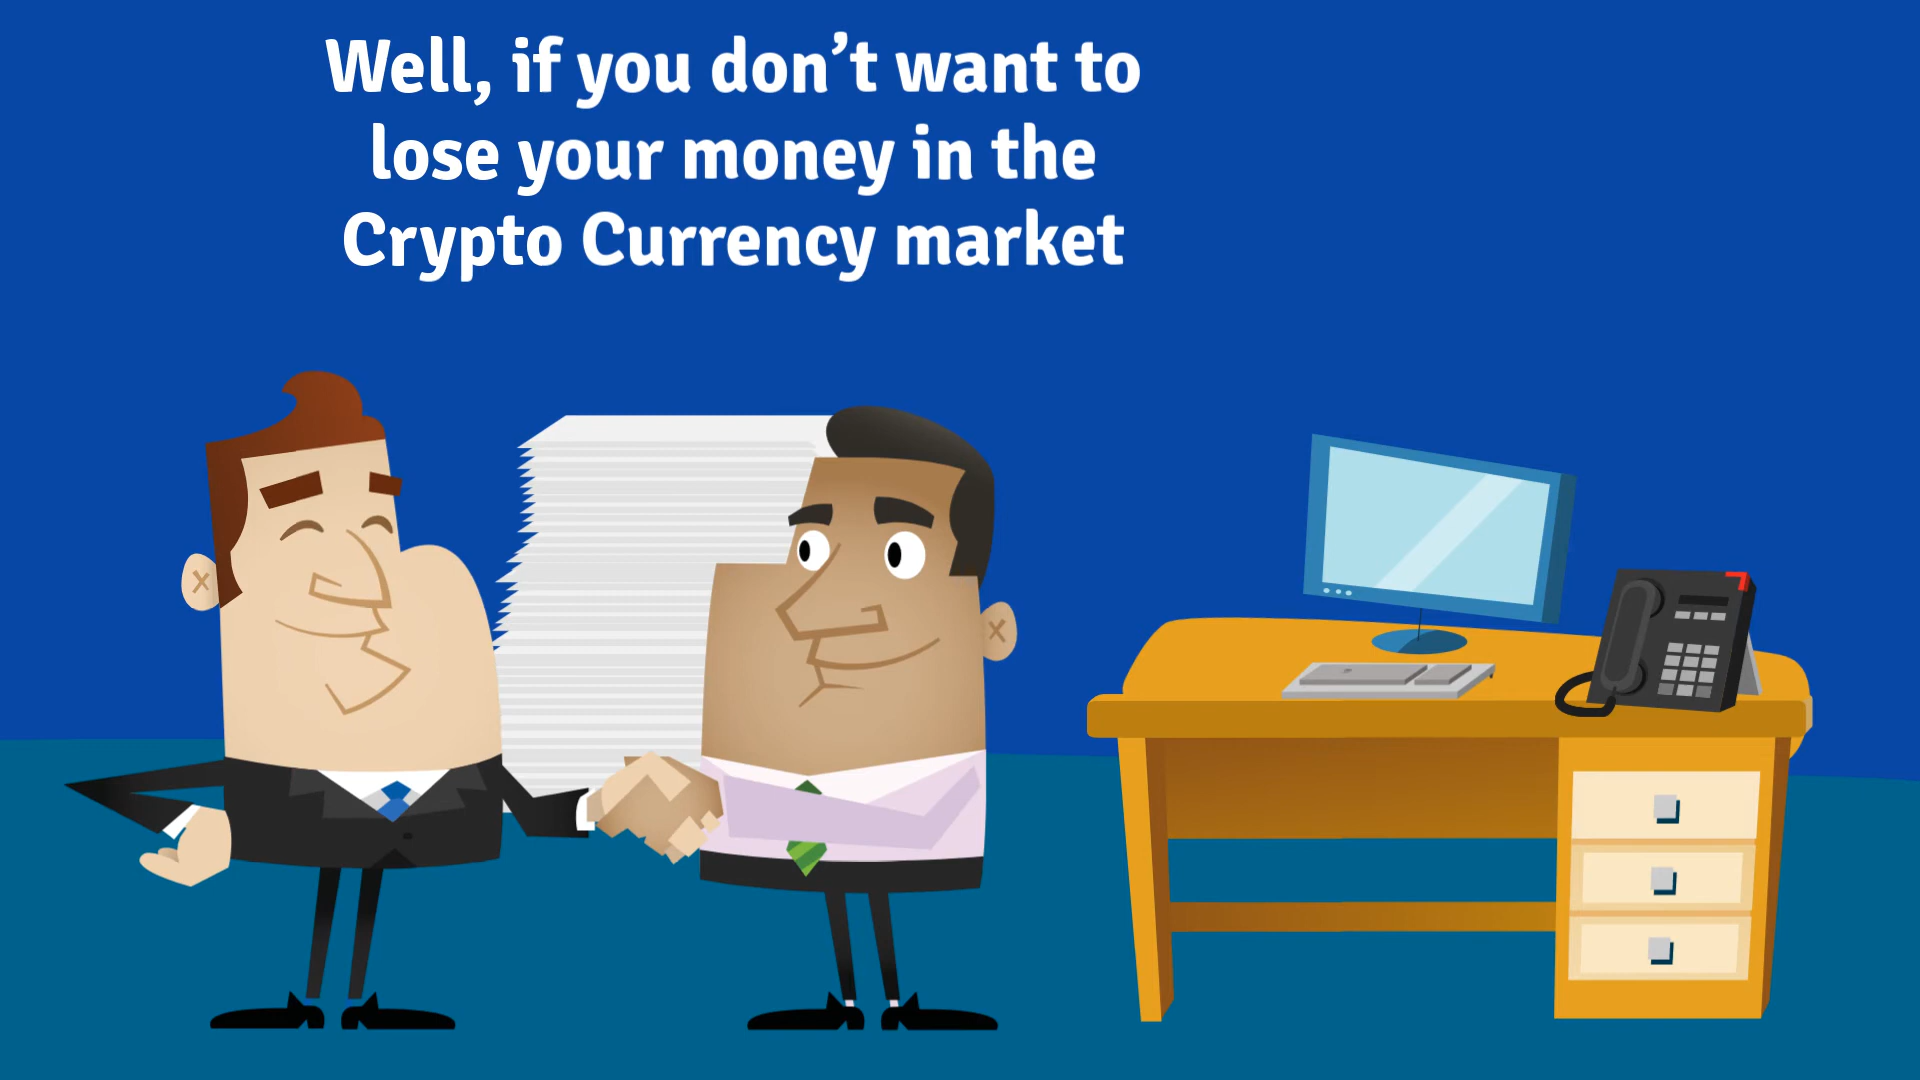 Well, if you don’t want to
lose your money in the
Crypto Currency market